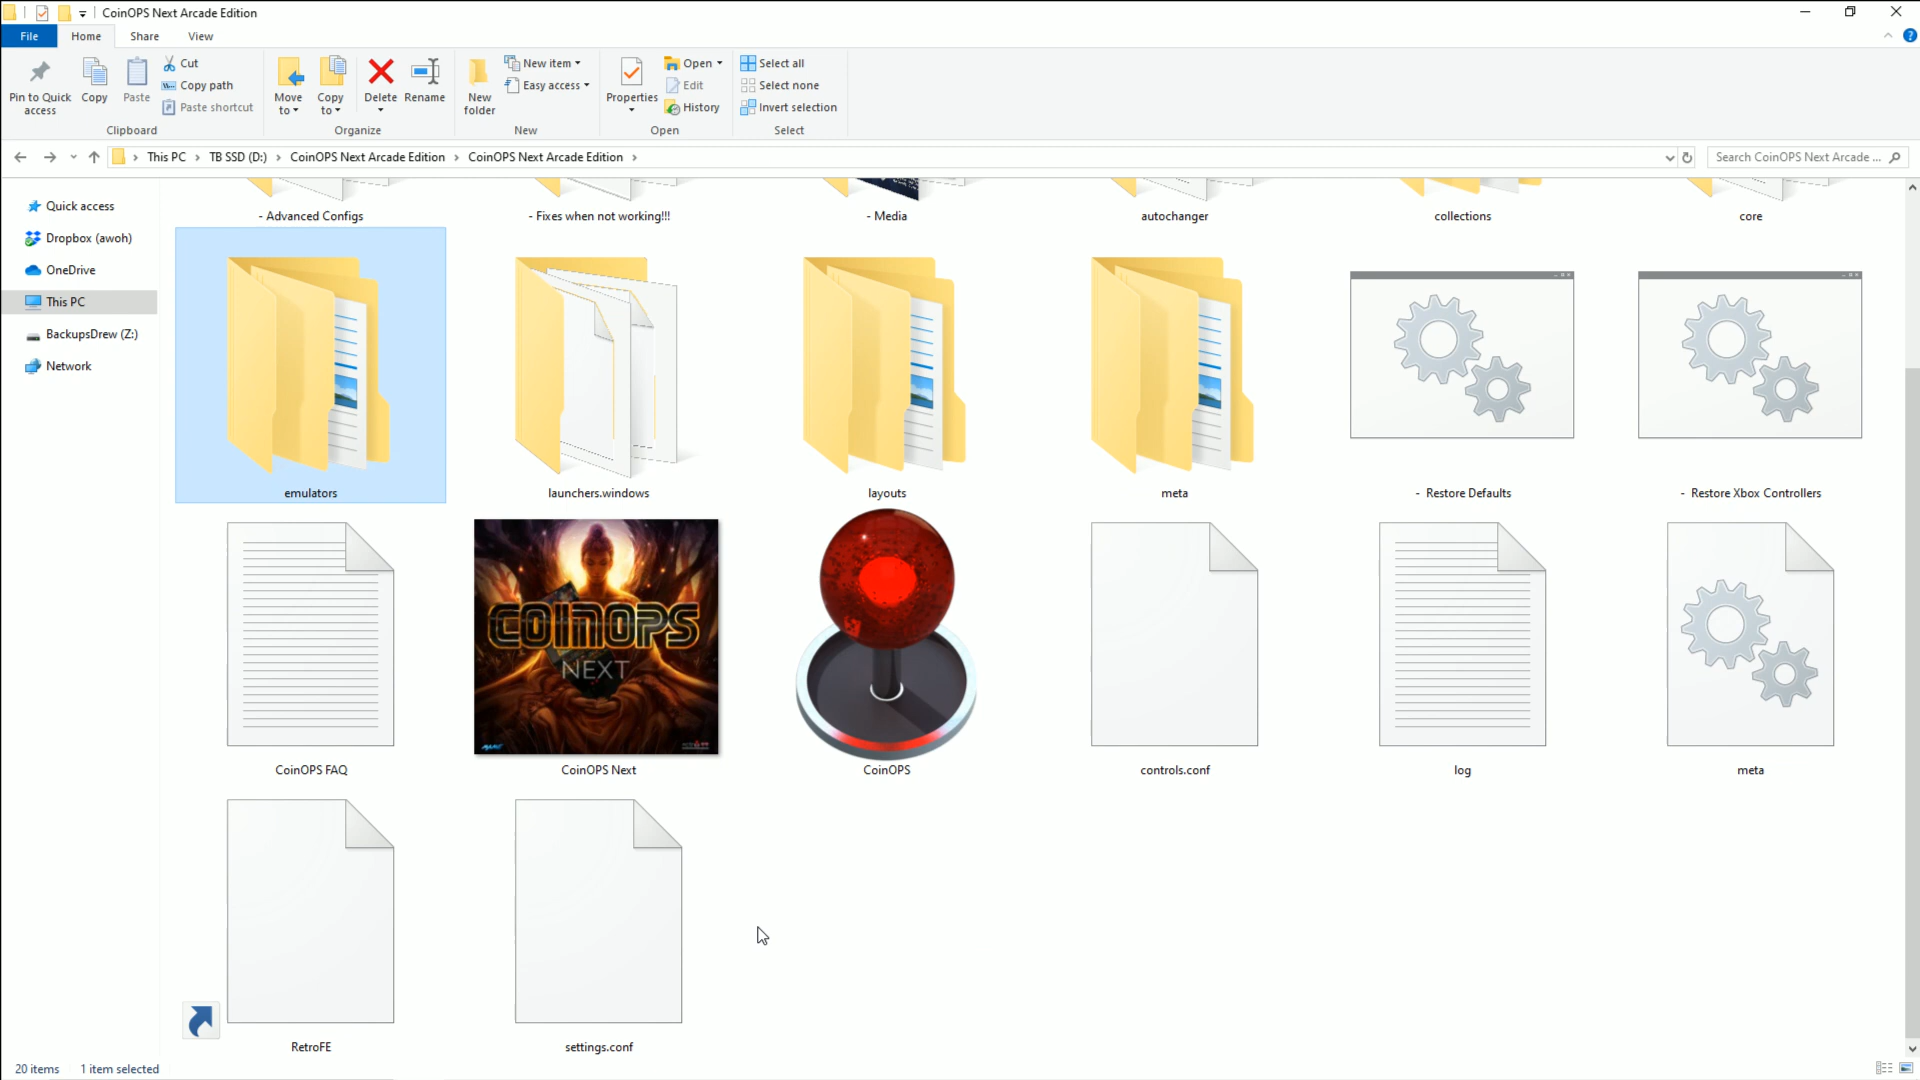 CoinOPS Next Arcade Edition
File Home Share View
Pin to Quick access
Copy
Paste
Cut
Copy path
Paste shortcut
Clipboard
Move to
Copy to
Delete
Rename
Organize
New folder
New item
Easy access
New
Properties
Open
Edit
History
Open
Select all
Select none
Invert selection
Select
This PC > TB SSD (D:) > CoinOPS Next Arcade Edition > CoinOPS Next Arcade Edition >
Search CoinOPS Next Arcade ...
Quick access
Dropbox (awoh)
OneDrive
This PC
BackupsDrew (Z:)
Network
- Advanced Configs
- Fixes when not working!!!
- Media
autochanger
collections
core
emulators
launchers.windows
layouts
meta
- Restore Defaults
- Restore Xbox Controllers
COINOPS
NEXT
CoinOPS FAQ
CoinOPS Next
CoinOPS
controls.conf
log
meta
RetroFE
settings.conf
20 items 1 item selected